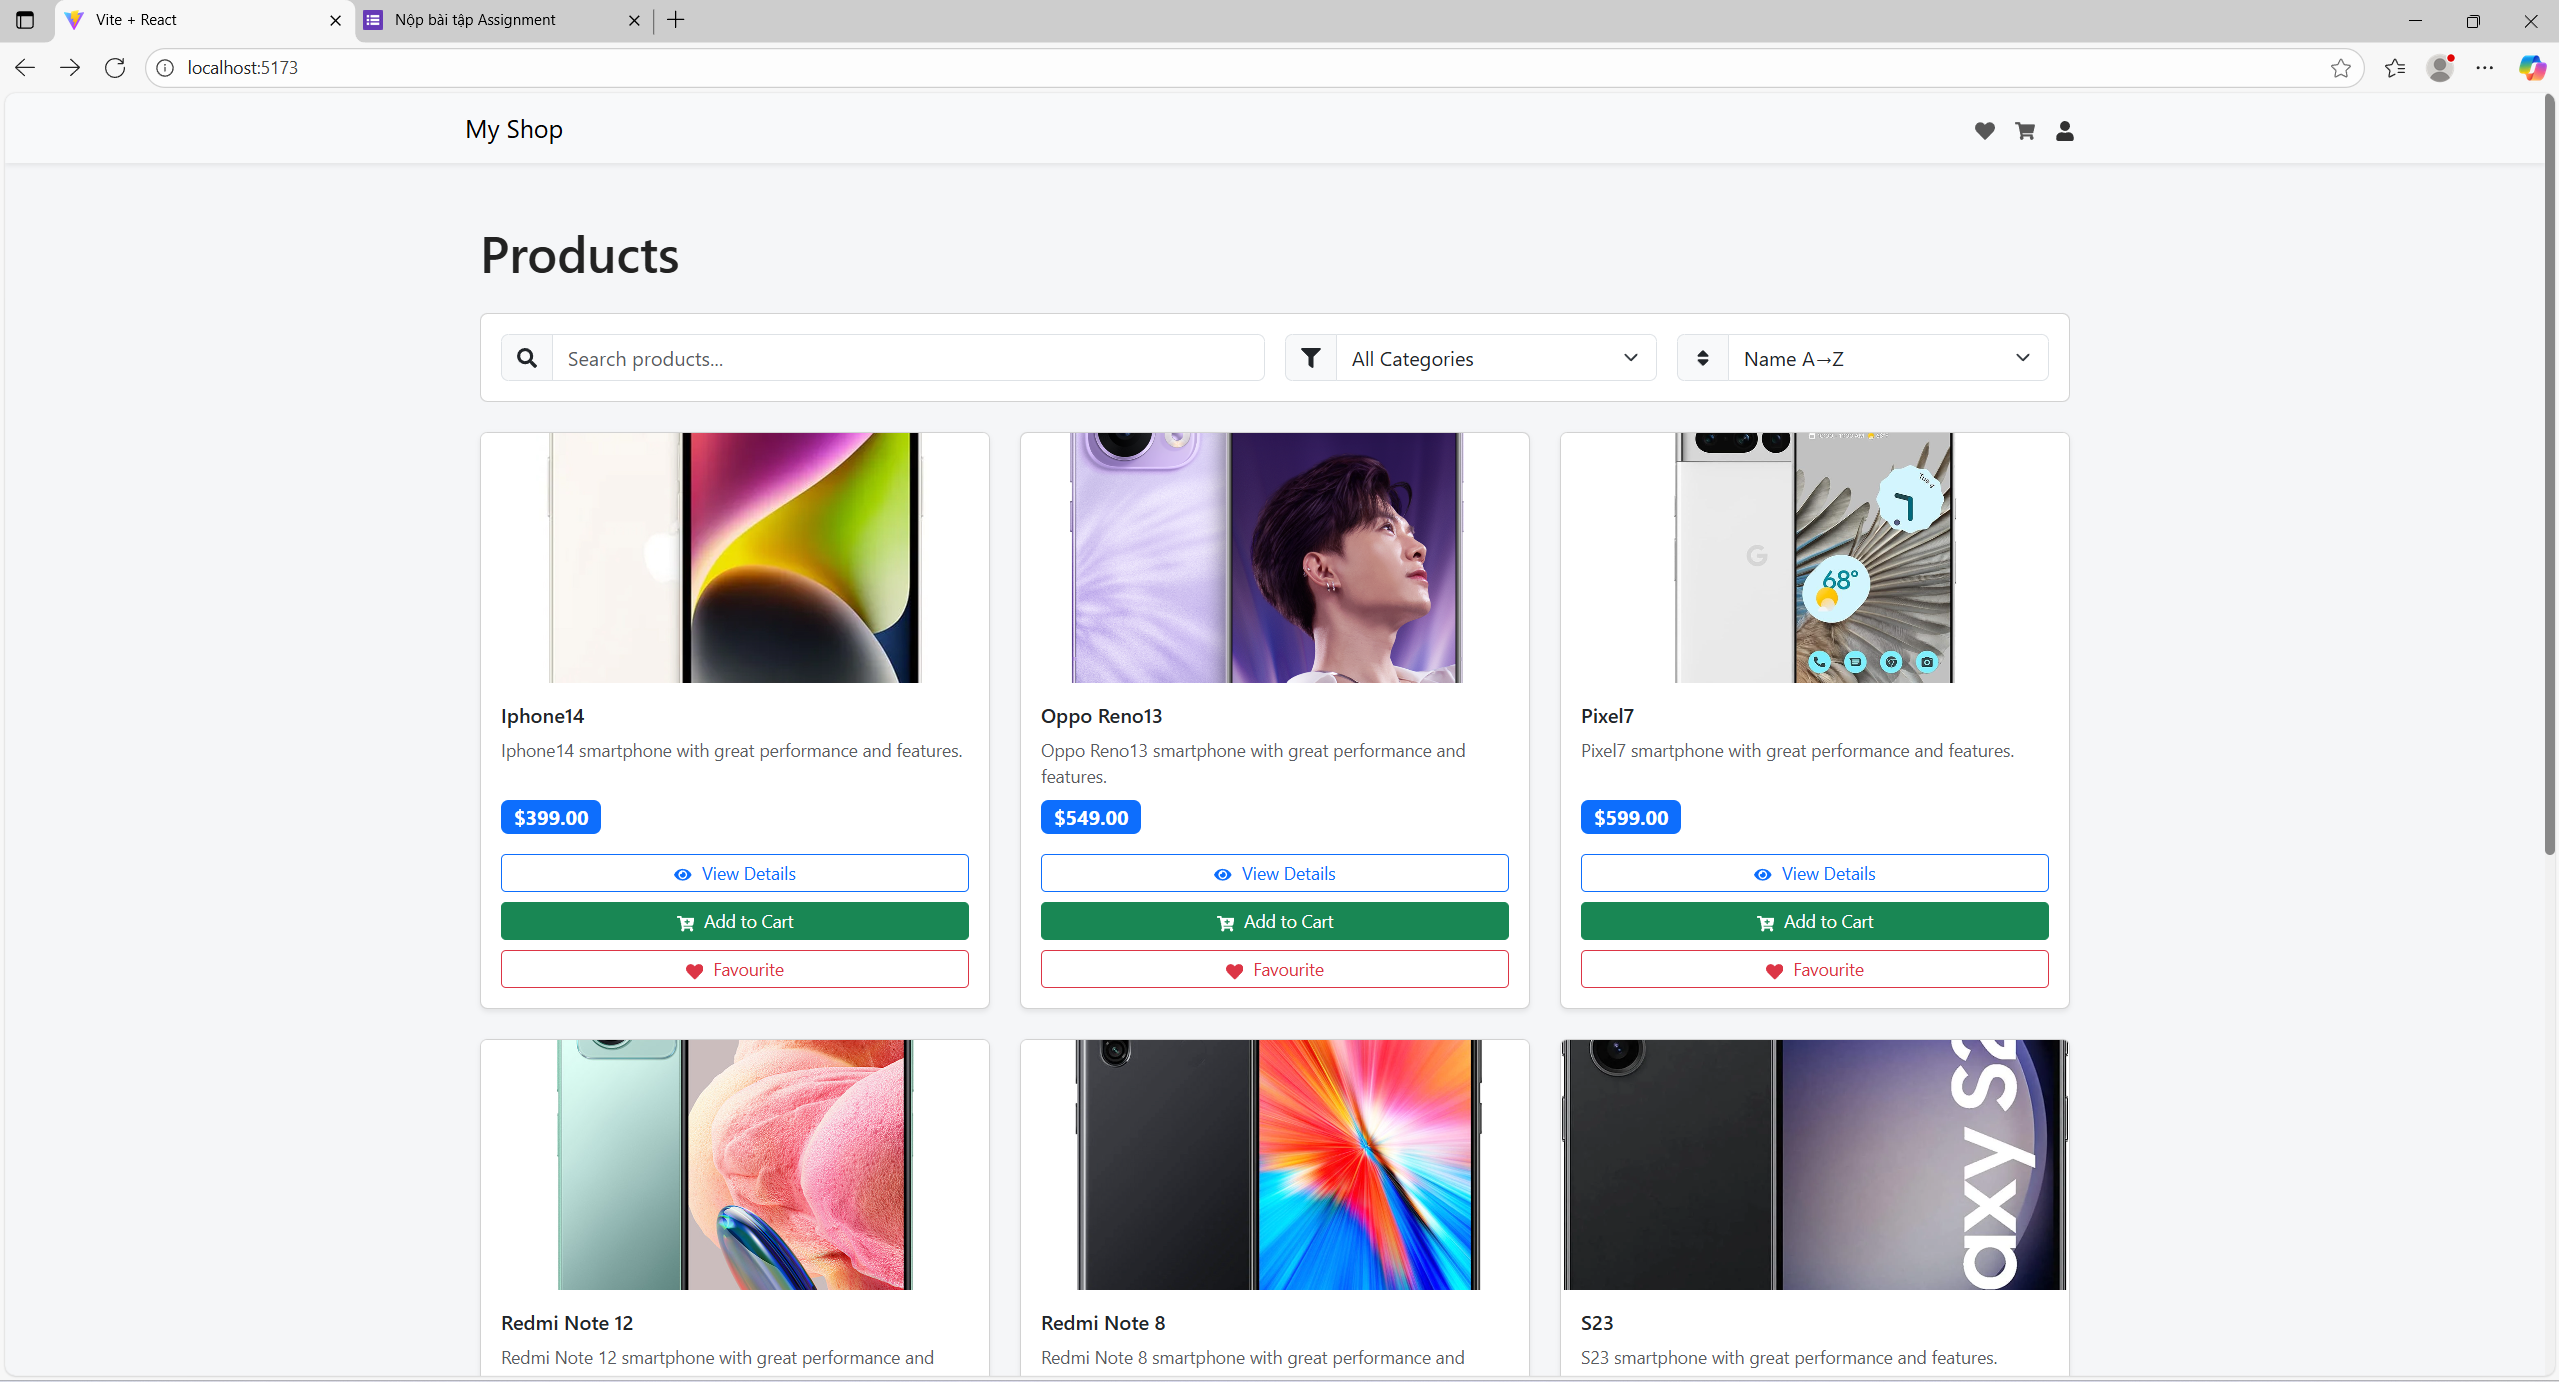 Vite + React
Nộp bài tập Assignment
localhost:5173
My Shop
Products
Search products...
All Categories
Name A→Z
68°
Iphone14
Iphone14 smartphone with great performance and features.
$399.00
View Details
Add to Cart
Favourite
Oppo Reno13
Oppo Reno13 smartphone with great performance and
features.
$549.00
View Details
Add to Cart
Favourite
Pixel7
Pixel7 smartphone with great performance and features.
$599.00
View Details
Add to Cart
Favourite
axy S2
Redmi Note 12
Redmi Note 12 smartphone with great performance and
Redmi Note 8
Redmi Note 8 smartphone with great performance and
S23
S23 smartphone with great performance and features.